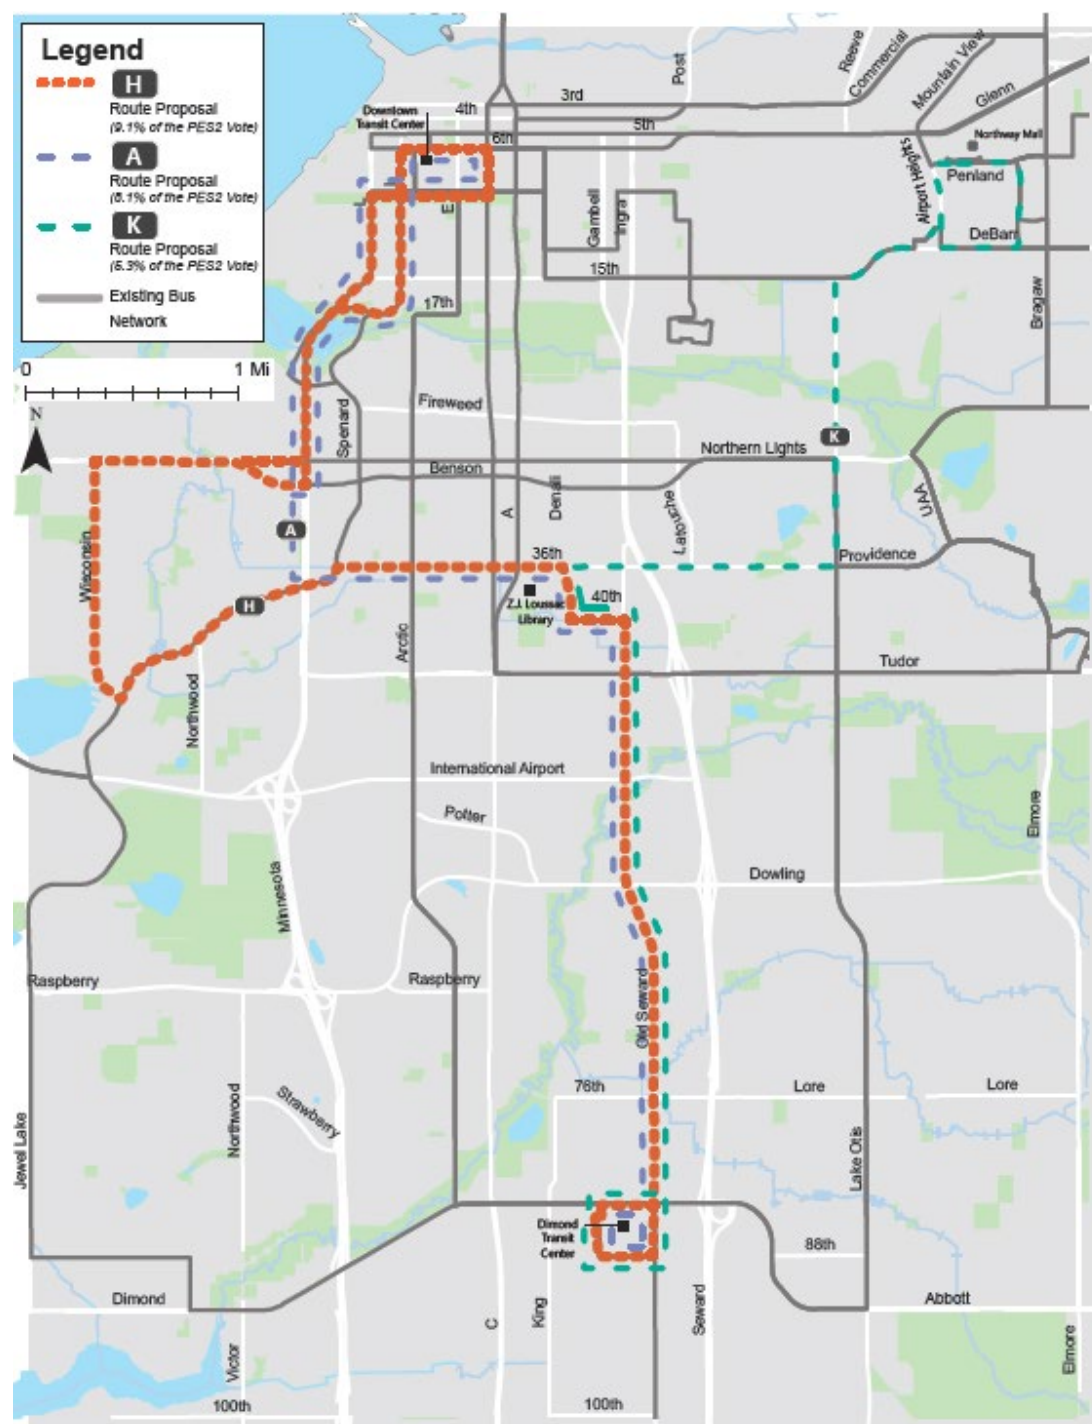 Legend
H
Route Proposal
(9.1% of the PES2 Vote)
A
Route Proposal
(6.1% of the PES2 Vote)
K
Route Proposal
(5.3% of the PES2 Vote)
Existing Bus
Network
0 1 Mi
N
Post
Reeve
Commercial
Mountain View
Glenn
3rd
4th
5th
6th
Downtown
Transit Center
Northway Mall
Airport Heights
Penland
DeBarr
L
E
Gambell
Ingra
15th
17th
Bragaw
Fireweed
Spenard
K
Northern Lights
Benson
A
Denali
Latouche
UAA
A
Wisconsin
36th
Providence
H
40th
Z.J. Loussac
Library
Arctic
Tudor
Northwood
International Airport
Potter
Elmore
Minnesota
Dowling
Raspberry
Raspberry
Old Seward
76th
Lore
Lore
Strawberry
Northwood
Jewel Lake
Lake Otis
Dimond
Transit
Center
88th
Dimond
Abbott
C
King
Seward
Victor
Elmore
100th
100th